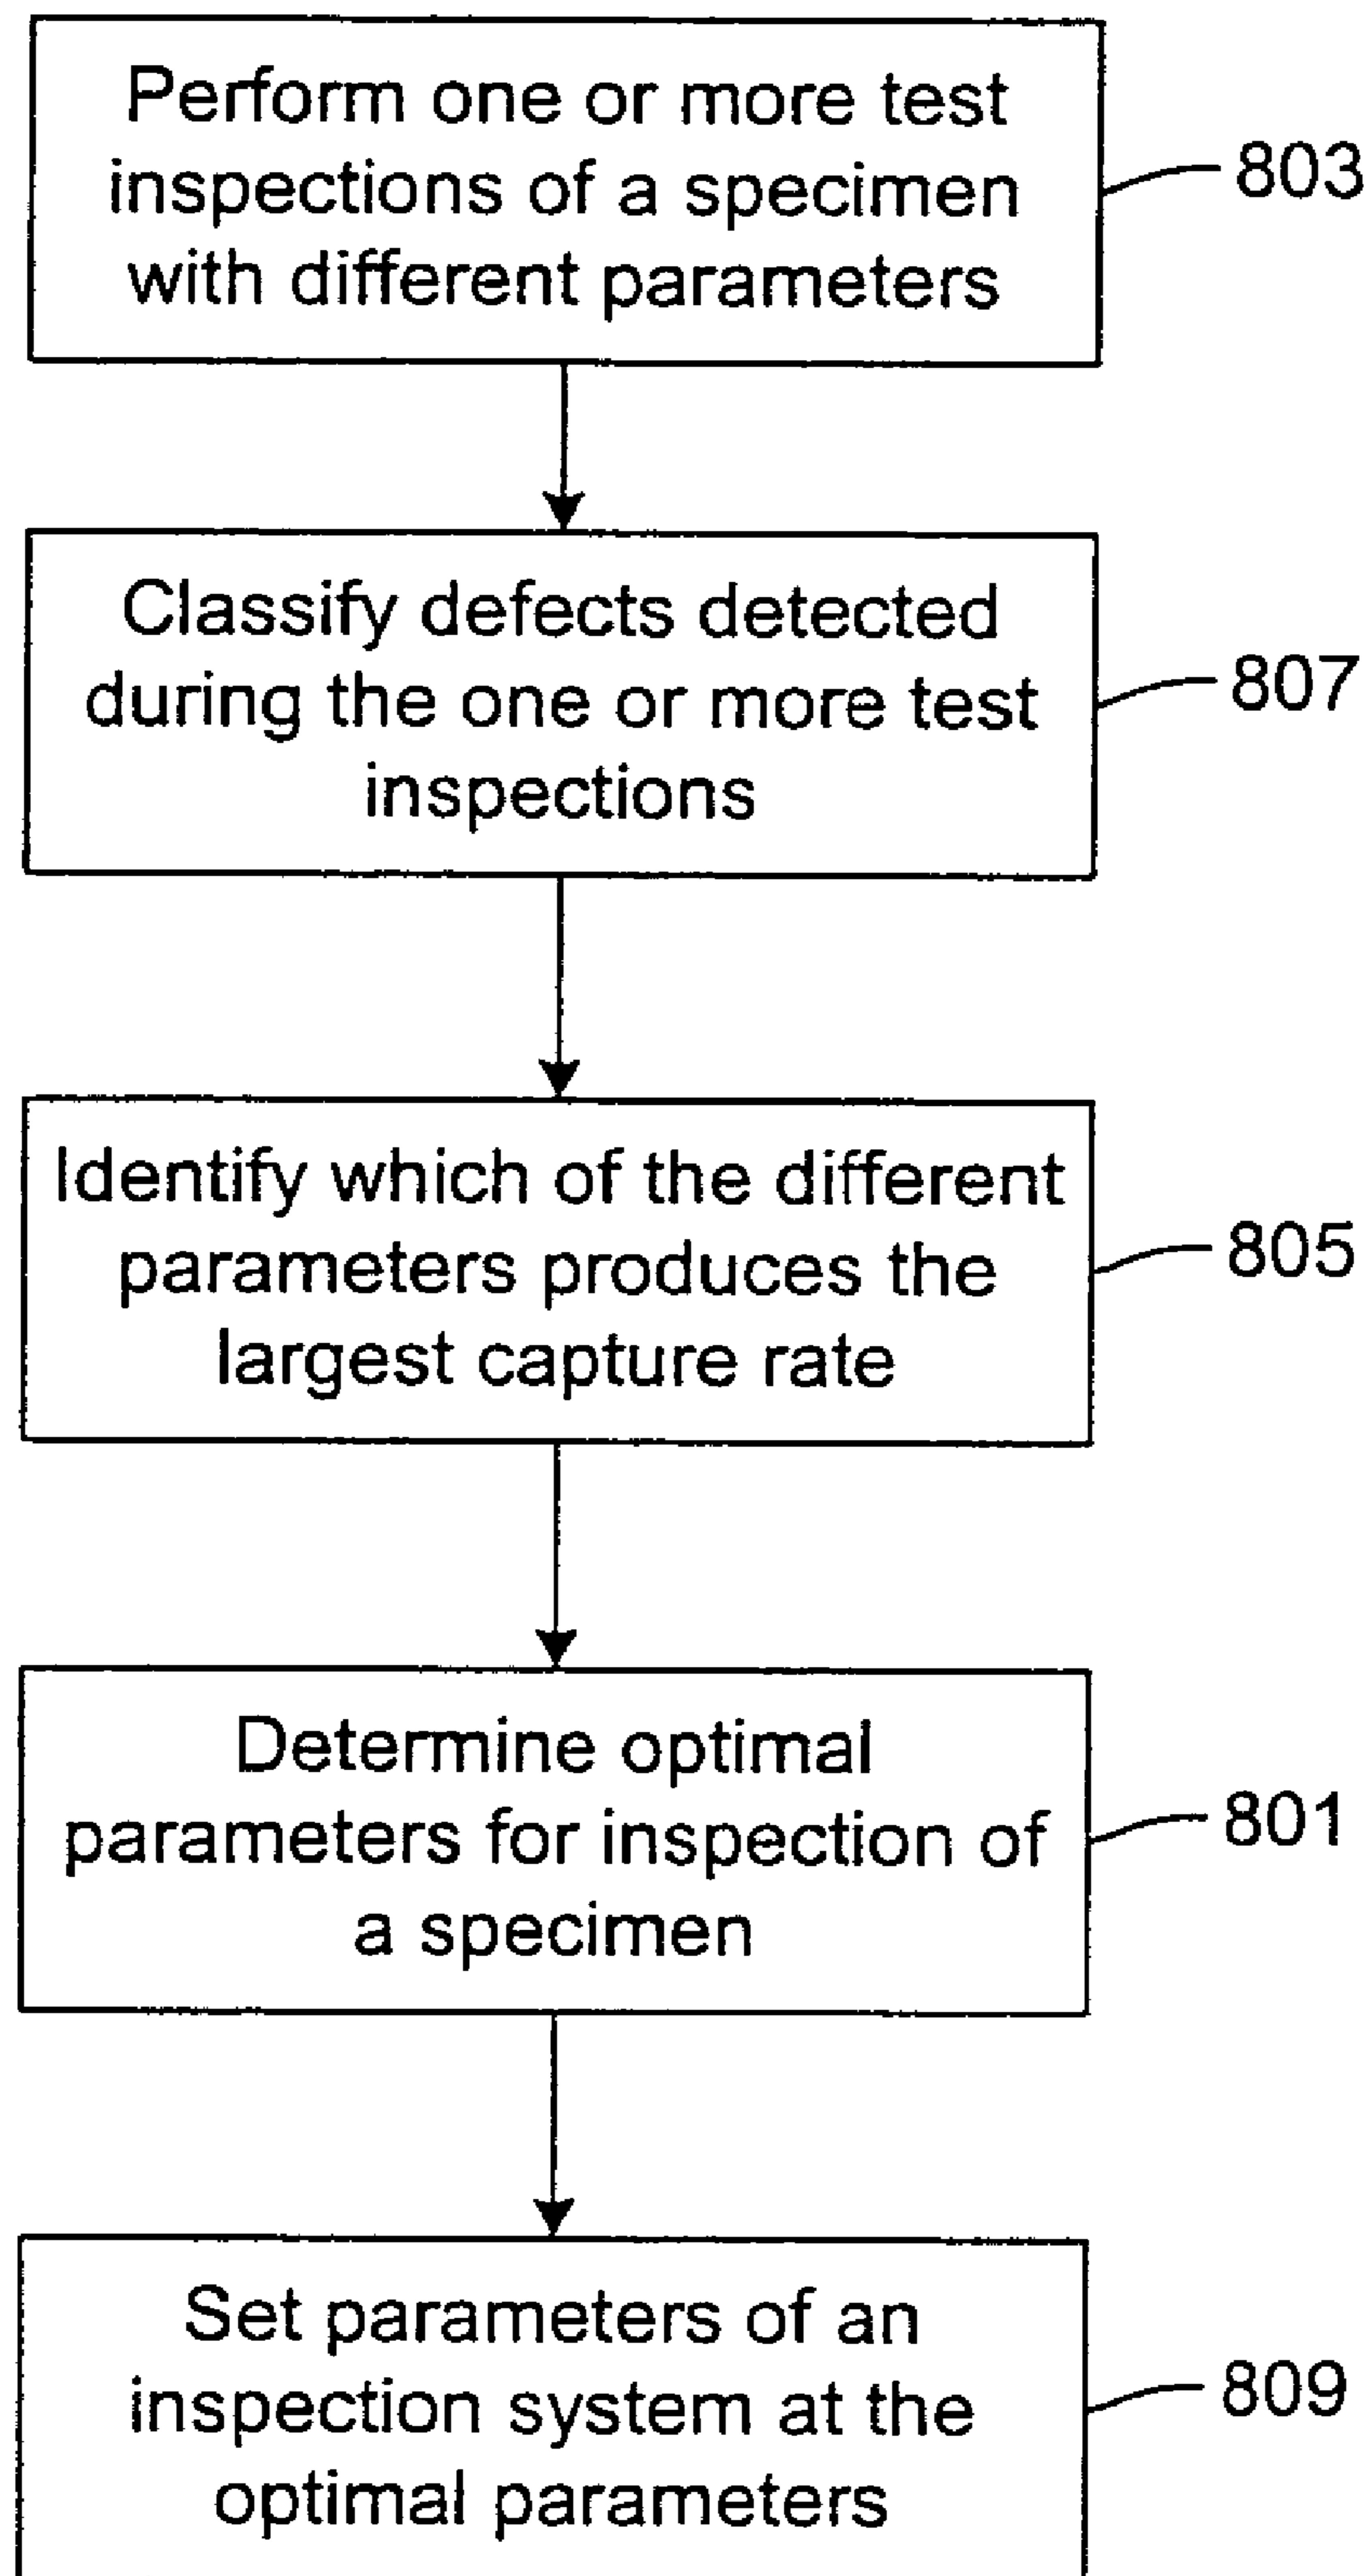 Perform one or more test
inspections of a specimen
with different parameters
803
Classify defects detected
during the one or more test
inspections
807
Identify which of the different
parameters produces the
largest capture rate
805
Determine optimal
parameters for inspection of
a specimen
801
Set parameters of an
inspection system at the
optimal parameters
809